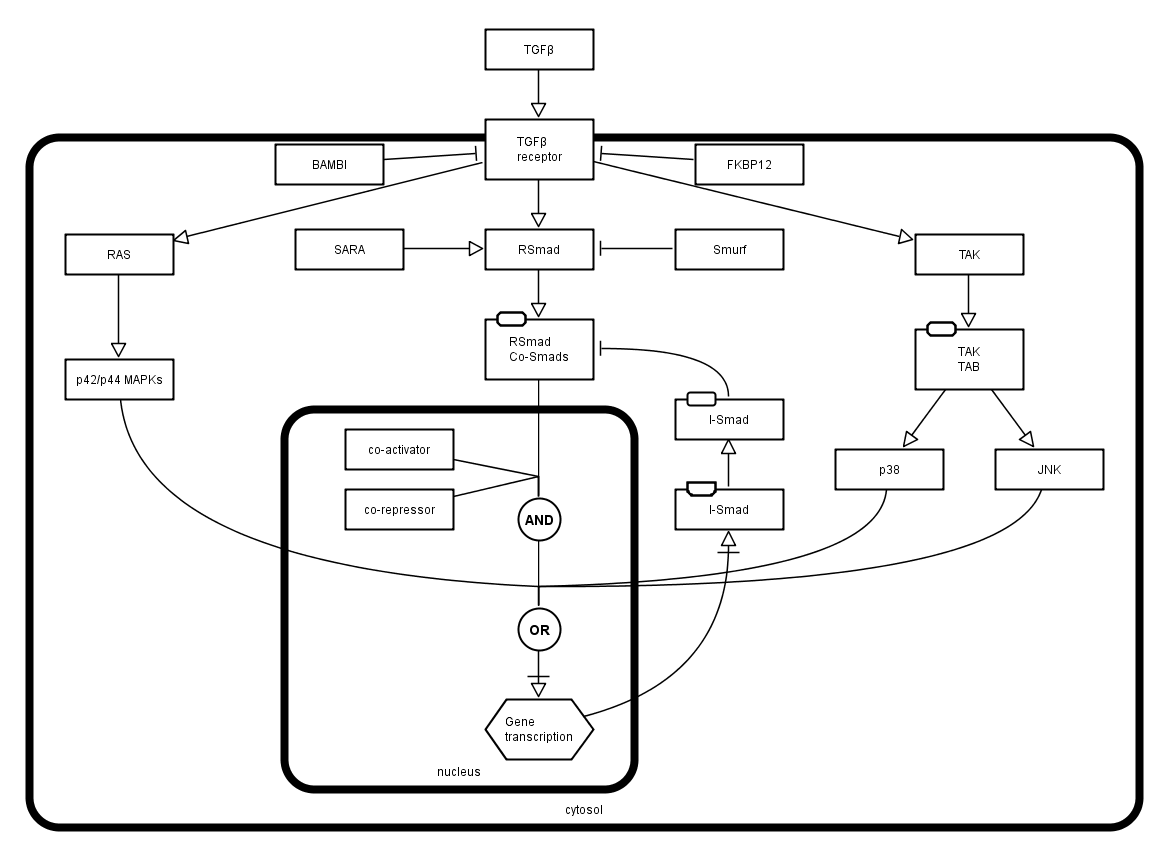 TGFβ
TGFβ
receptor
BAMBI
FKBP12
RAS
SARA
RSmad
Smurf
TAK
RSmad
Co-Smads
TAK
TAB
p42/p44 MAPKs
I-Smad
co-activator
p38
JNK
co-repressor
I-Smad
AND
OR
Gene
transcription
nucleus
cytosol